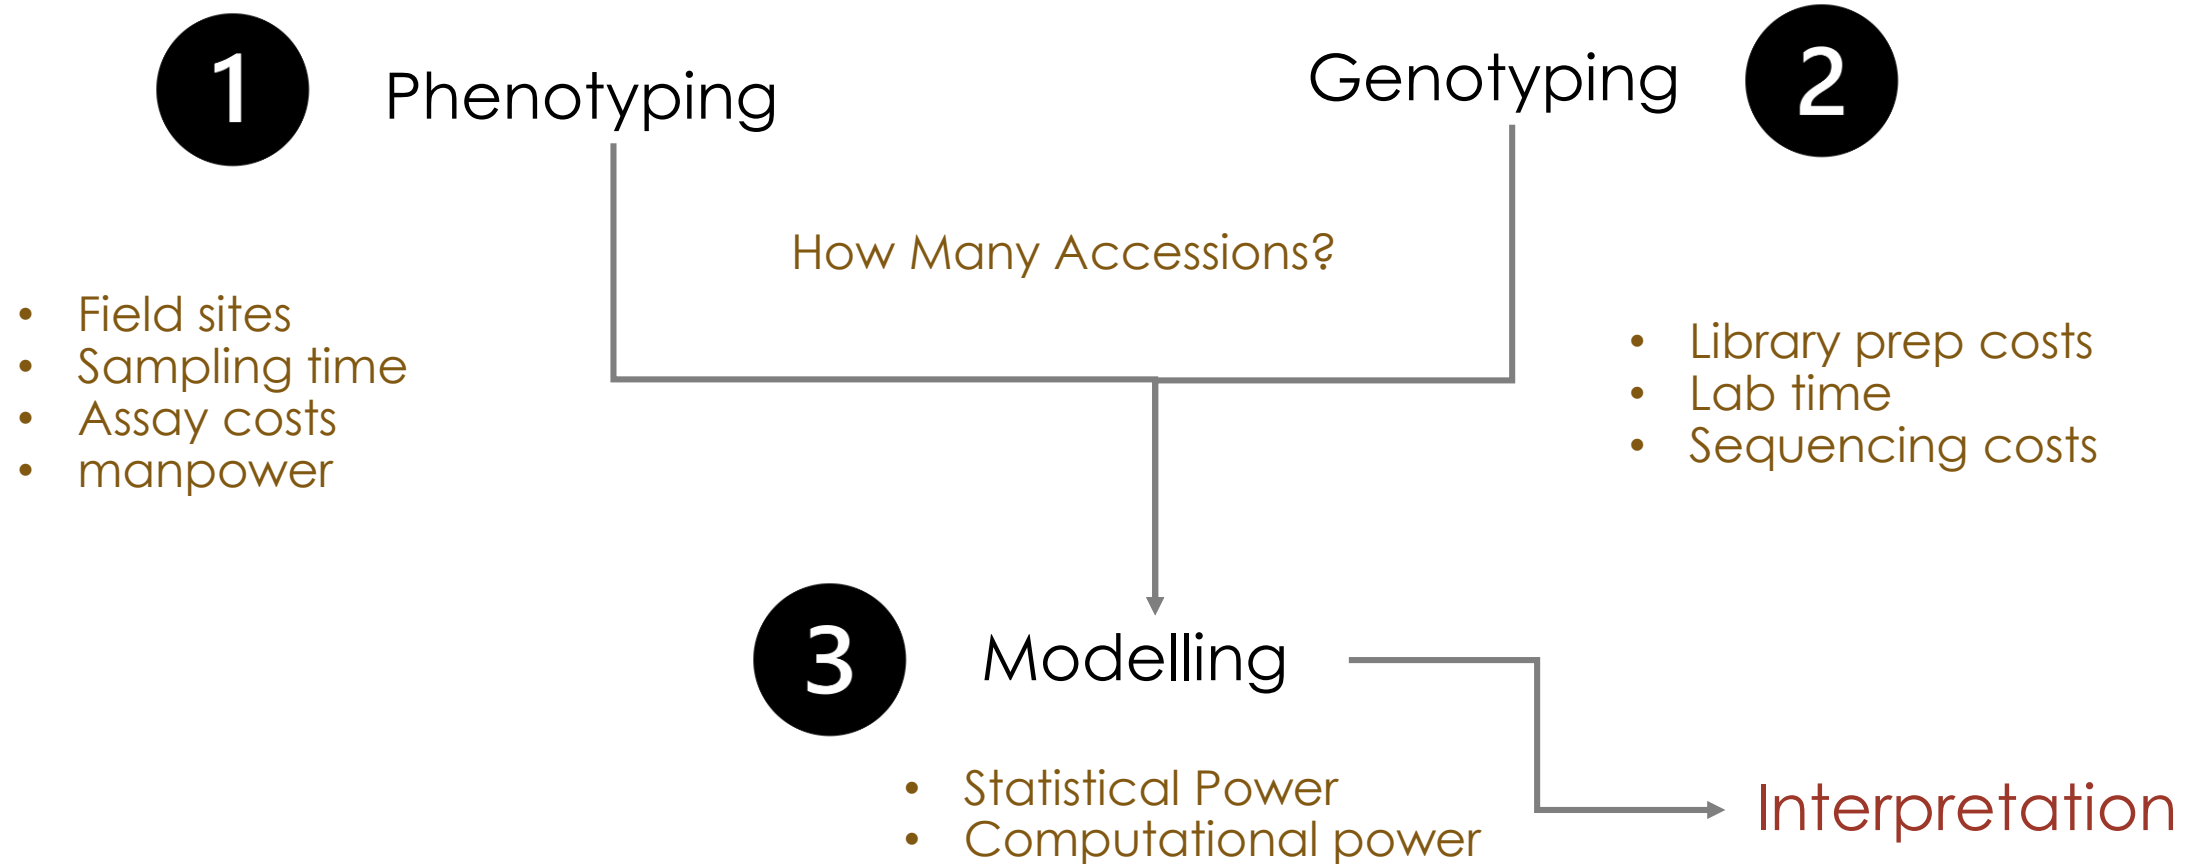 1
Phenotyping
Genotyping
2
How Many Accessions?
• Field sites
• Sampling time
• Assay costs
• manpower
• Library prep costs
• Lab time
• Sequencing costs
3
Modelling
• Statistical Power
• Computational power
Interpretation